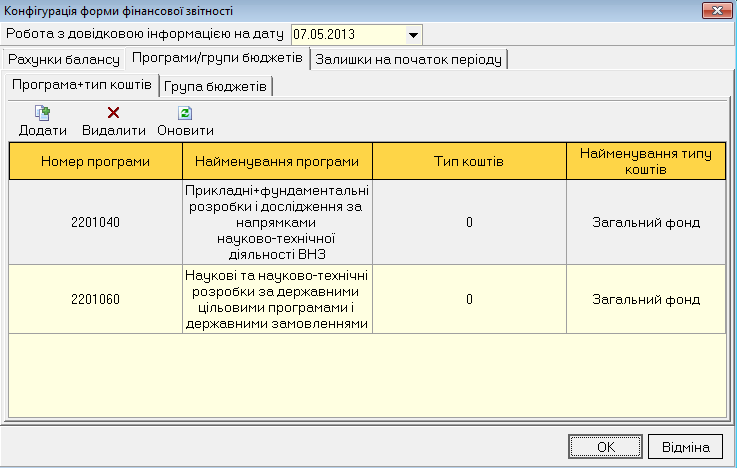 Конфігурація форми фінансової звітності
Робота з довідковою інформацією на дату 07.05.2013
Рахунки балансу Програми/групи бюджетів Залишки на початок періоду
Програма+тип коштів Група бюджетів
Додати Видалити Оновити
Номер програми Найменування програми Тип коштів Найменування типу
коштів
Прикладні+фундаментальні
розробки і дослідження за
напрямками
науково-технічної
діяльності ВНЗ
2201040 0 Загальний фонд
Наукові та науково-технічні
розробки за державними
цільовими програмами і
державними замовленнями
2201060 0 Загальний фонд
OK Відміна